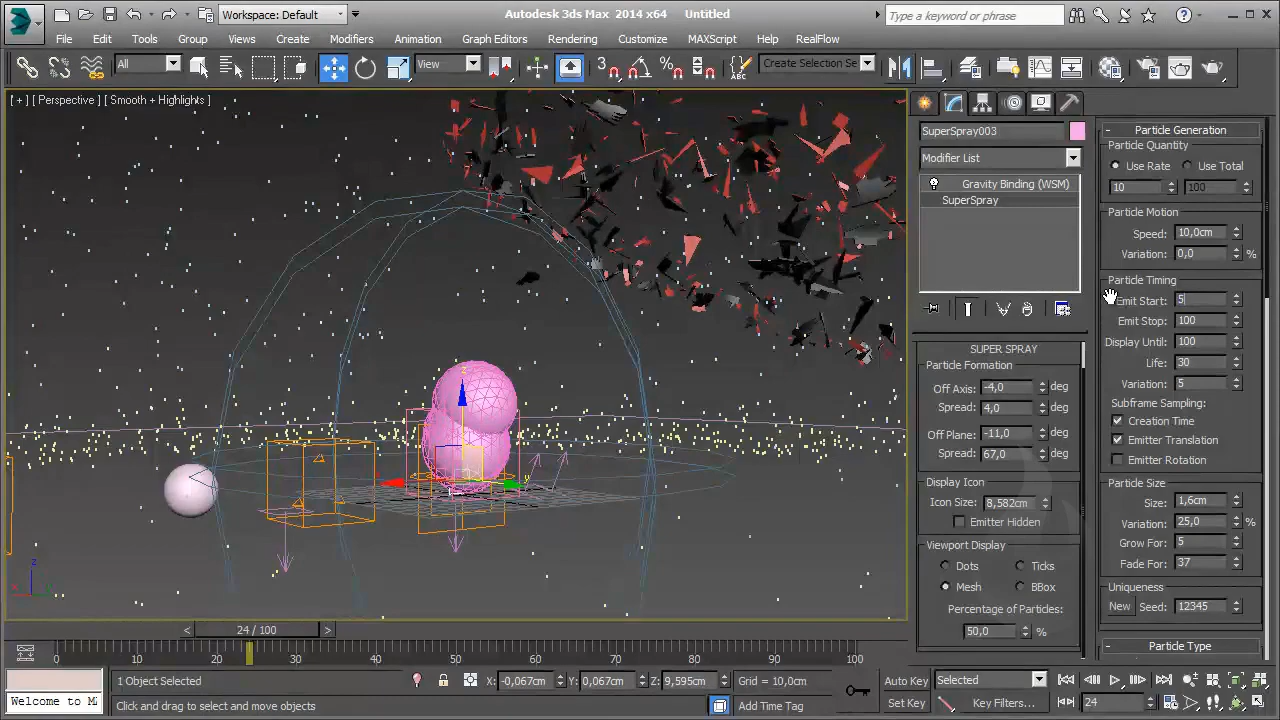 Workspace: Default
Autodesk 3ds Max  2014 x64    Untitled
Type a keyword or phrase
File Edit Tools Group Views Create Modifiers Animation Graph Editors Rendering Customize MAXScript Help RealFlow
All
View
Create Selection Se
[ + ] [ Perspective ] [ Smooth + Highlights ]
SuperSpray003
Modifier List
Gravity Binding (WSM)
SuperSpray
SUPER SPRAY
Particle Formation
Off Axis: -4,0 deg
Spread: 4,0 deg
Off Plane: -11,0 deg
Spread: 67,0 deg
Display Icon
Icon Size: 8,582cm
Emitter Hidden
Viewport Display
Dots Ticks
Mesh BBox
Percentage of Particles:
50,0 %
- Particle Generation
Particle Quantity
Use Rate Use Total
10 100
Particle Motion
Speed: 10,0cm
Variation: 0,0 %
Particle Timing
Emit Start: 5
Emit Stop: 100
Display Until: 100
Life: 30
Variation: 5
Subframe Sampling:
Creation Time
Emitter Translation
Emitter Rotation
Particle Size
Size: 1,6cm
Variation: 25,0 %
Grow For: 5
Fade For: 37
Uniqueness
New Seed: 12345
- Particle Type
z
y
z
x
< 24 / 100 >
0 10 20 30 40 50 60 70 80 90 100
1 Object Selected X: -0,067cm Y: 0,067cm Z: 9,595cm Grid = 10,0cm Auto Key Selected
Welcome to MA Click and drag to select and move objects Add Time Tag Set Key Key Filters... 24